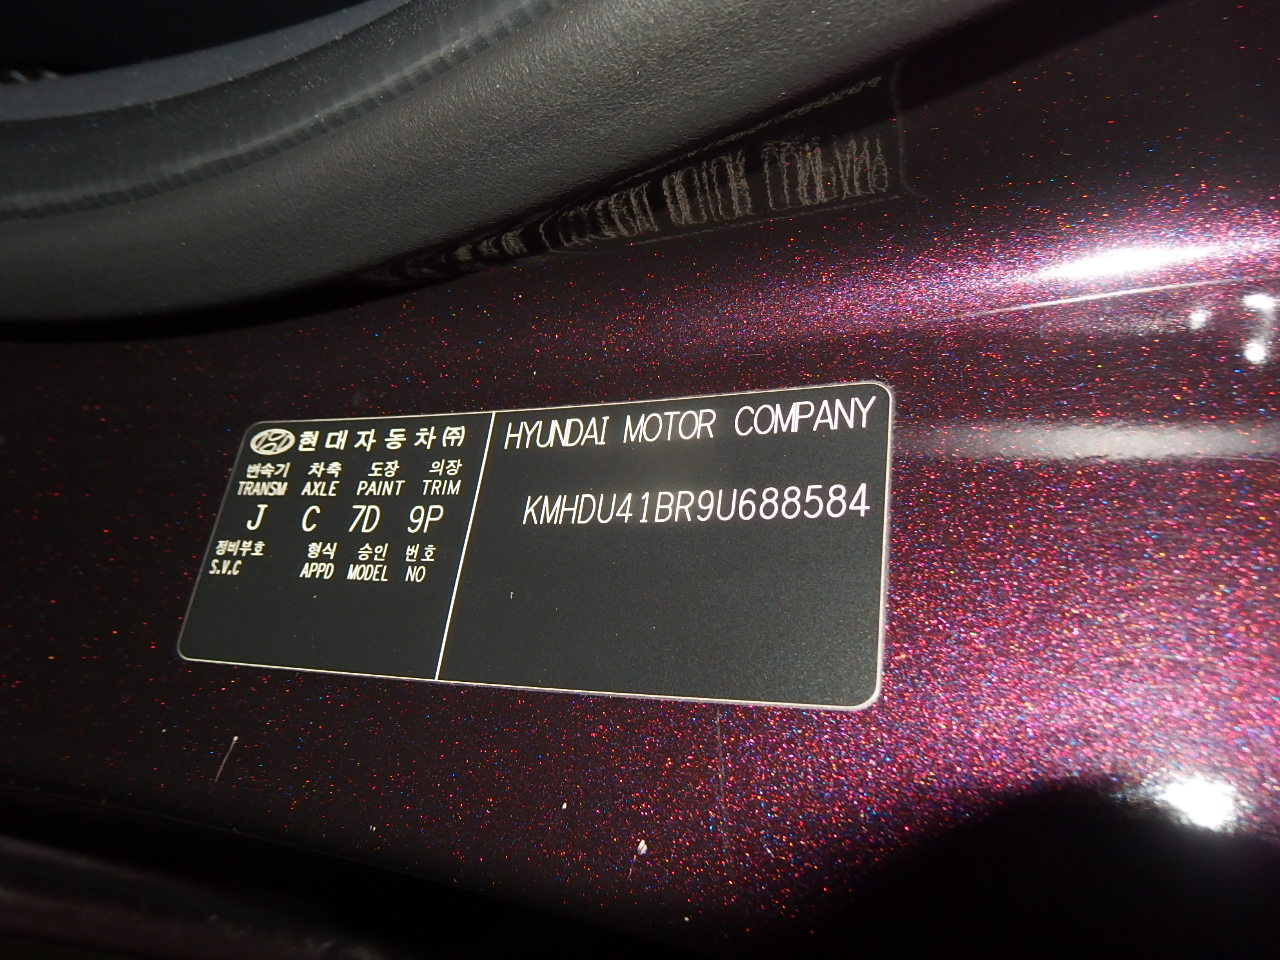 현대자동차㈜
변속기 차축 도장 의장
TRANSM AXLE PAINT TRIM
J C 7D 9P
정비부호 형식 승인 번호
S.V.C APPD MODEL NO
HYUNDAI MOTOR COMPANY
KMHDU41BR9U688584